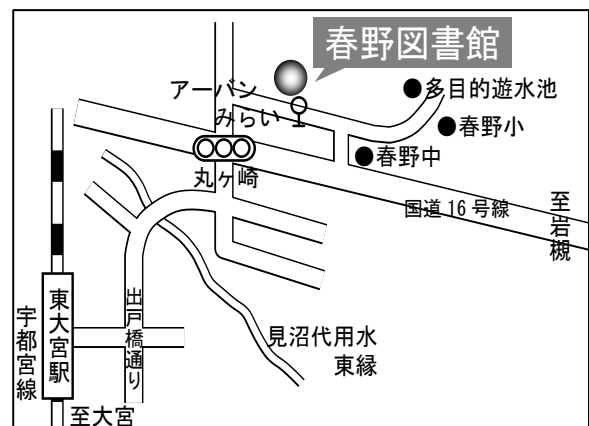 春野図書館
アーバン
みらい
多目的遊水池
春野小
春野中
丸ヶ崎
国道16号線
至岩槻
東大宮駅
宇都宮線
出戸橋通り
見沼代用水
東縁
至大宮